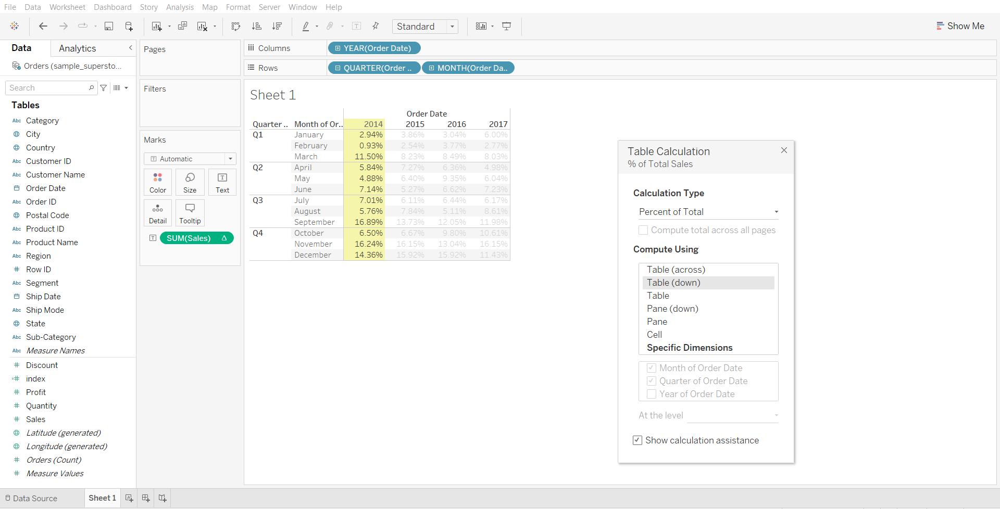 File Data Worksheet Dashboard Story Analysis Map Format Server Window Help
Standard
Show Me
Data Analytics
Orders (sample_supersto...
Search
Tables
Abc Category
City
Country
Abc Customer ID
Abc Customer Name
Order Date
Abc Order ID
Postal Code
Abc Product ID
Abc Product Name
Abc Region
# Row ID
Abc Segment
Ship Date
Abc Ship Mode
State
Abc Sub-Category
Abc Measure Names
# Discount
=# index
# Profit
# Quantity
# Sales
Latitude (generated)
Longitude (generated)
# Orders (Count)
# Measure Values
Pages
Filters
Marks
T Automatic
Color Size T Text
Detail Tooltip
T SUM(Sales) Δ
Columns YEAR(Order Date)
Rows QUARTER(Order .. MONTH(Order Da..
Sheet 1
Order Date
Quarter .. Month of Or.. 2014 2015 2016 2017
Q1 January 2.94% 3.86% 3.04% 6.00%
February 0.93% 2.54% 3.77% 2.77%
March 11.50% 8.23% 8.49% 8.03%
Q2 April 5.84% 7.27% 6.36% 4.98%
May 4.88% 6.40% 9.35% 6.04%
June 7.14% 5.27% 6.62% 7.23%
Q3 July 7.01% 6.11% 6.44% 6.17%
August 5.76% 7.84% 5.11% 8.61%
September 16.89% 13.73% 12.05% 11.98%
Q4 October 6.50% 6.67% 9.80% 10.61%
November 16.24% 16.15% 13.04% 16.15%
December 14.36% 15.92% 15.92% 11.43%
Table Calculation
% of Total Sales
Calculation Type
Percent of Total
Compute total across all pages
Compute Using
Table (across)
Table (down)
Table
Pane (down)
Pane
Cell
Specific Dimensions
Month of Order Date
Quarter of Order Date
Year of Order Date
At the level
Show calculation assistance
Data Source Sheet 1